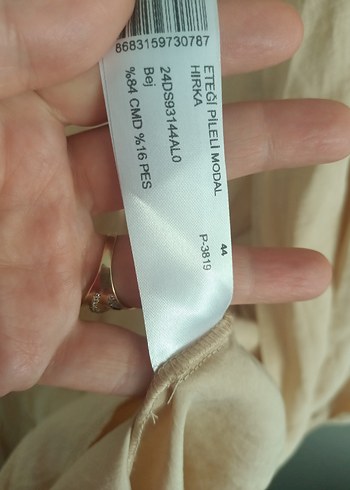 8683159730787
ETEĞİ PİLELİ MODAL
HIRKA
24DS93144AL0
Bej
%84 CMD %16 PES
44
P-3819